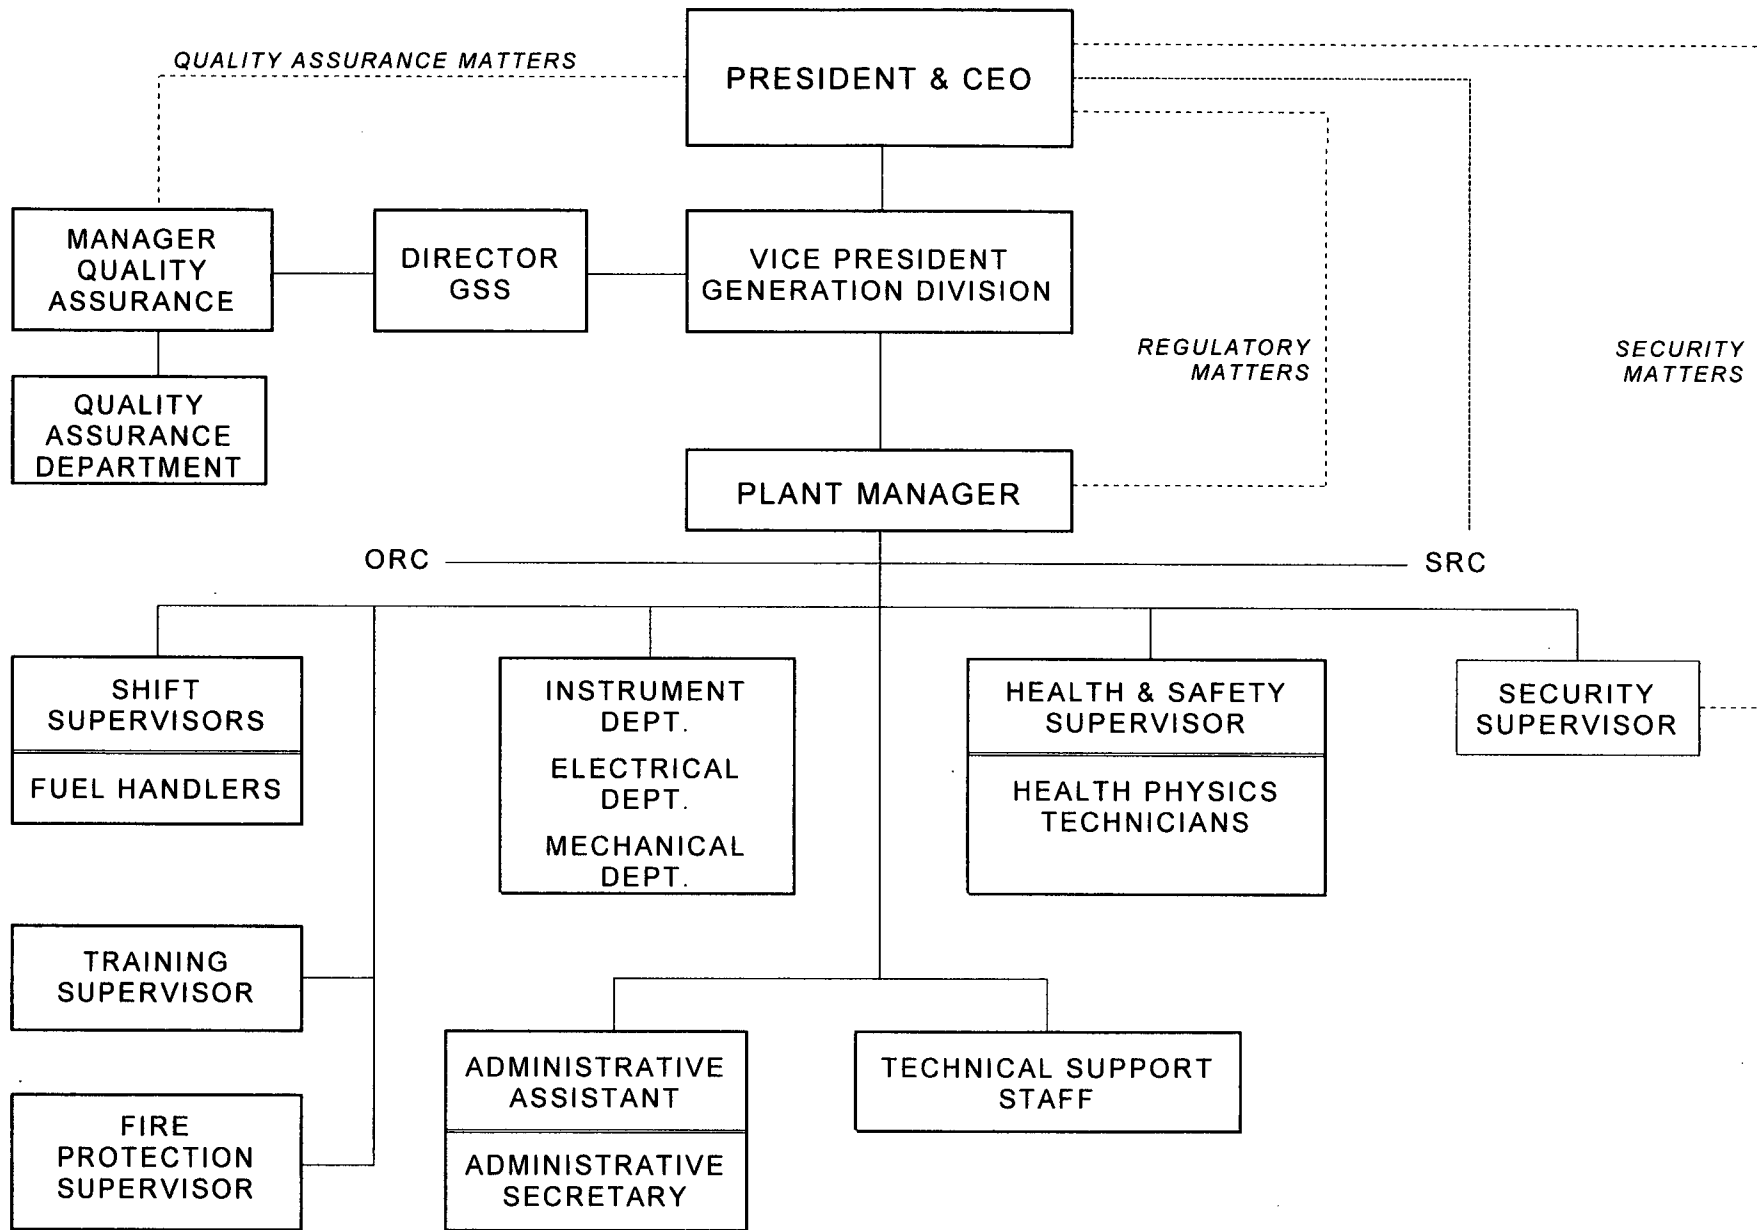 QUALITY ASSURANCE MATTERS
PRESIDENT & CEO
MANAGER
QUALITY
ASSURANCE
DIRECTOR
GSS
VICE PRESIDENT
GENERATION DIVISION
REGULATORY
MATTERS
SECURITY
MATTERS
QUALITY
ASSURANCE
DEPARTMENT
PLANT MANAGER
ORC
SRC
SHIFT
SUPERVISORS
FUEL HANDLERS
INSTRUMENT
DEPT.
ELECTRICAL
DEPT.
MECHANICAL
DEPT.
HEALTH & SAFETY
SUPERVISOR
HEALTH PHYSICS
TECHNICIANS
SECURITY
SUPERVISOR
TRAINING
SUPERVISOR
FIRE
PROTECTION
SUPERVISOR
ADMINISTRATIVE
ASSISTANT
ADMINISTRATIVE
SECRETARY
TECHNICAL SUPPORT
STAFF